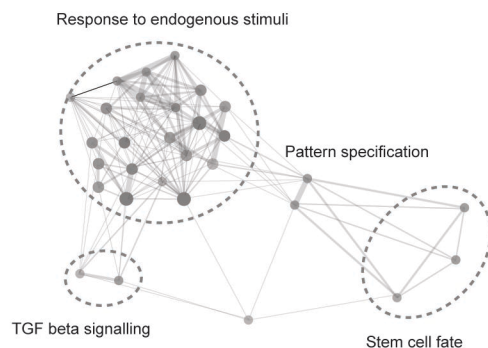 Response to endogenous stimuli
Pattern specification
TGF beta signalling
Stem cell fate